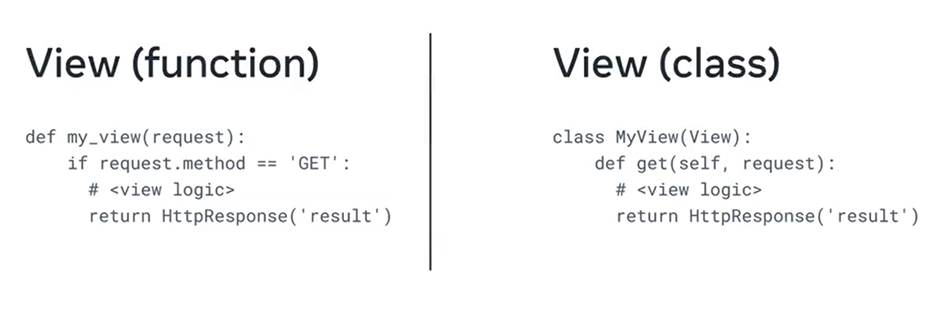 View (function)
def my_view(request):
    if request.method == 'GET':
      # <view logic>
      return HttpResponse('result')
View (class)
class MyView(View):
    def get(self, request):
      # <view logic>
      return HttpResponse('result')